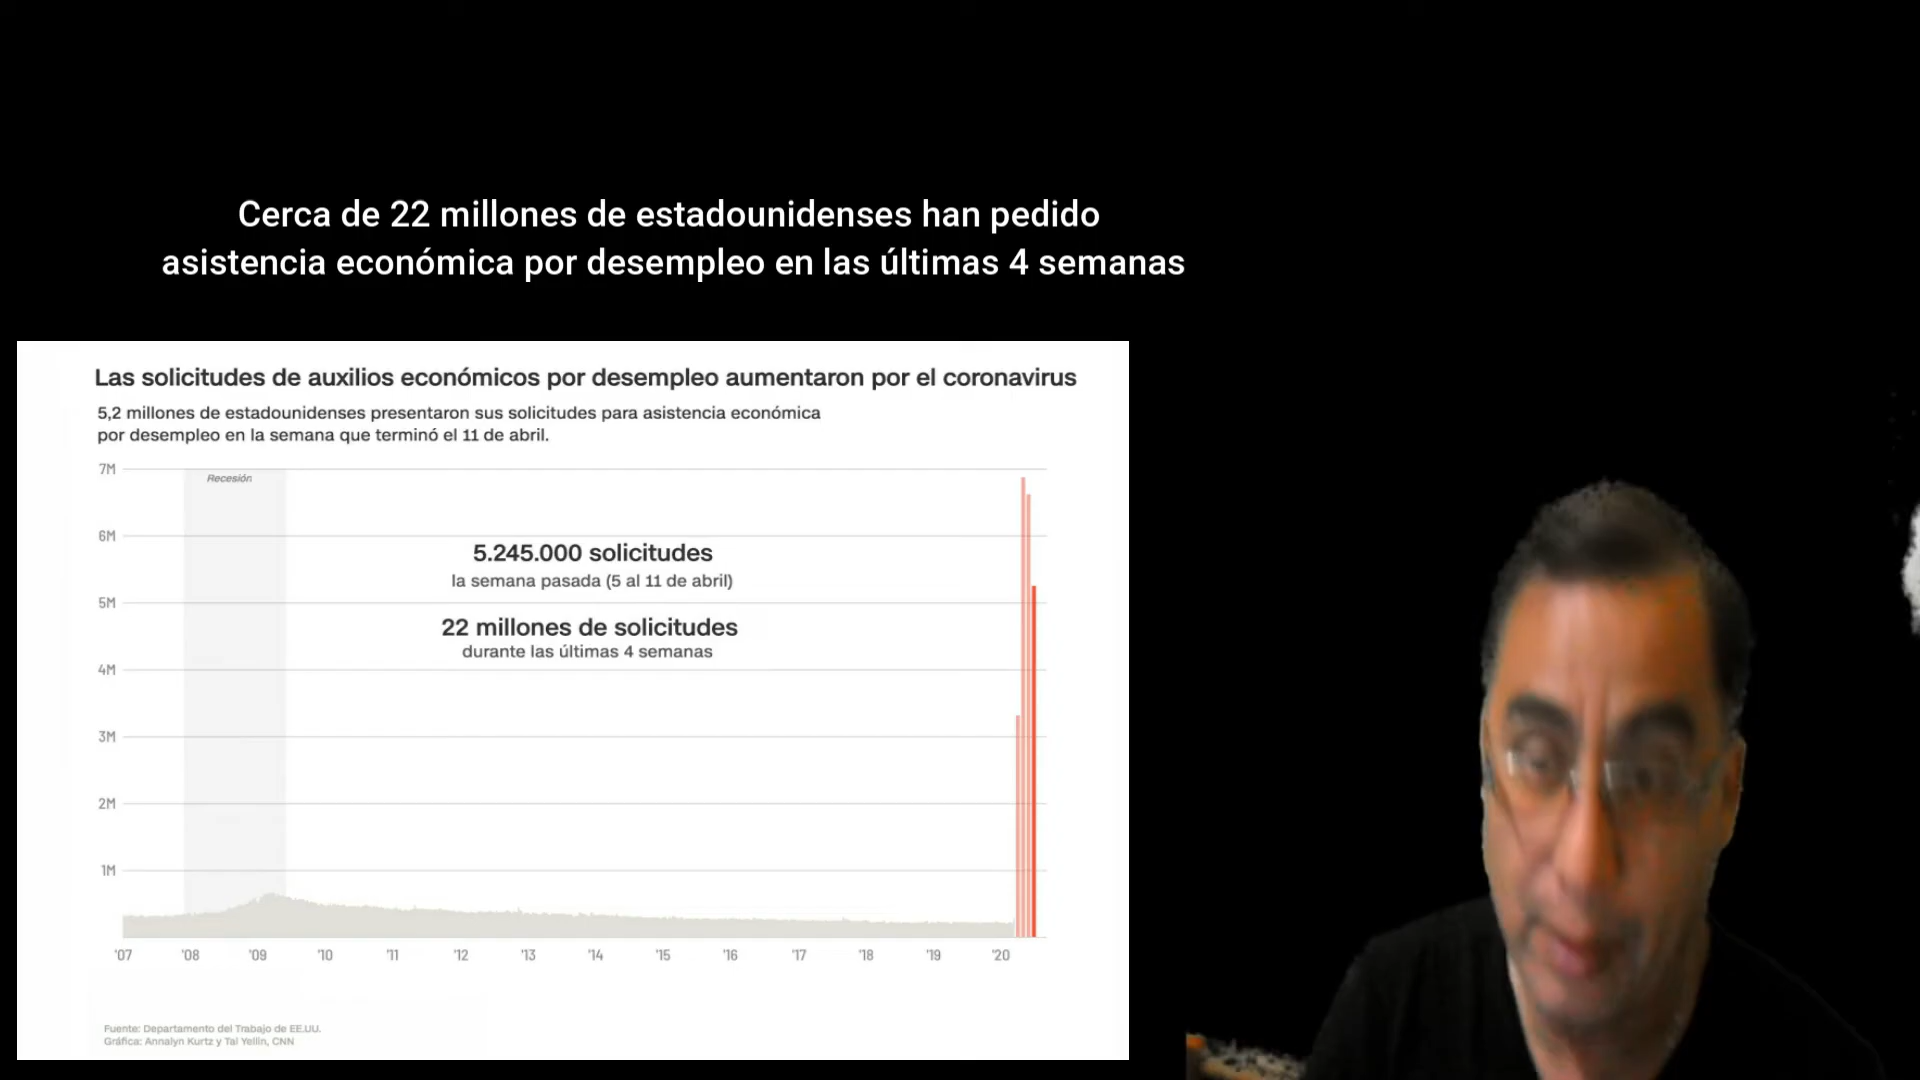 Cerca de 22 millones de estadounidenses han pedido
asistencia económica por desempleo en las últimas 4 semanas
Las solicitudes de auxilios económicos por desempleo aumentaron por el coronavirus
5,2 millones de estadounidenses presentaron sus solicitudes para asistencia económica
por desempleo en la semana que terminó el 11 de abril.
7M
Recesión
6M
5.245.000 solicitudes
la semana pasada (5 al 11 de abril)
5M
22 millones de solicitudes
durante las últimas 4 semanas
4M
3M
2M
1M
'07 '08 '09 '10 '11 '12 '13 '14 '15 '16 '17 '18 '19 '20
Fuente: Departamento del Trabajo de EE.UU.
Gráfica: Annalyn Kurtz y Tal Yellin, CNN